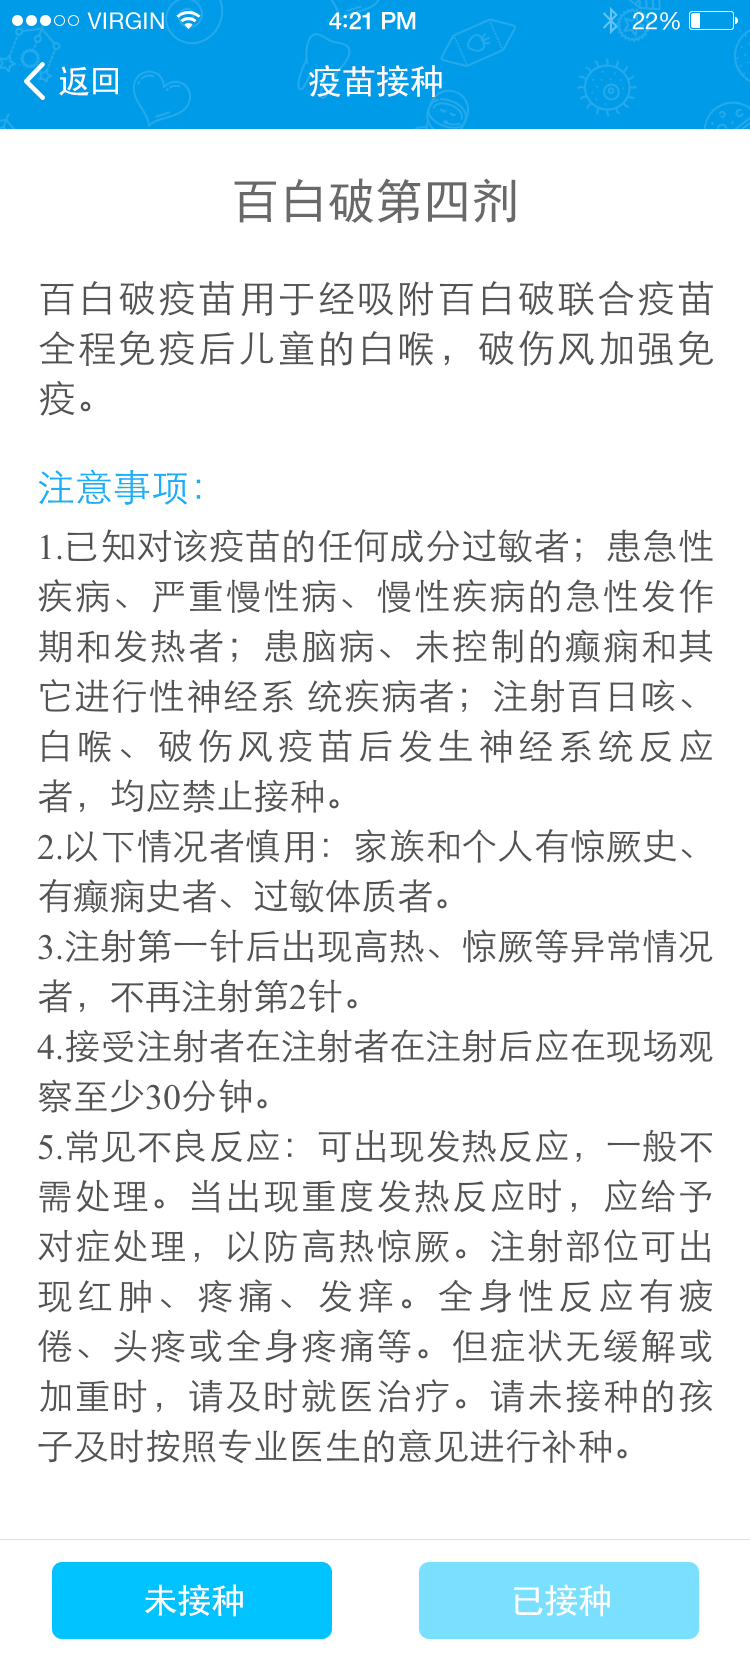 VIRGIN 4:21 PM 22%
返回 疫苗接种
百白破第四剂
百白破疫苗用于经吸附百白破联合疫苗
全程免疫后儿童的白喉，破伤风加强免
疫。
注意事项：
1.已知对该疫苗的任何成分过敏者；患急性
疾病、严重慢性病、慢性疾病的急性发作
期和发热者；患脑病、未控制的癫痫和其
它进行性神经系 统疾病者；注射百日咳、
白喉、破伤风疫苗后发生神经系统反应
者，均应禁止接种。
2.以下情况者慎用：家族和个人有惊厥史、
有癫痫史者、过敏体质者。
3.注射第一针后出现高热、惊厥等异常情况
者，不再注射第2针。
4.接受注射者在注射者在注射后应在现场观
察至少30分钟。
5.常见不良反应：可出现发热反应，一般不
需处理。当出现重度发热反应时，应给予
对症处理，以防高热惊厥。注射部位可出
现红肿、疼痛、发痒。全身性反应有疲
倦、头疼或全身疼痛等。但症状无缓解或
加重时，请及时就医治疗。请未接种的孩
子及时按照专业医生的意见进行补种。
未接种 已接种